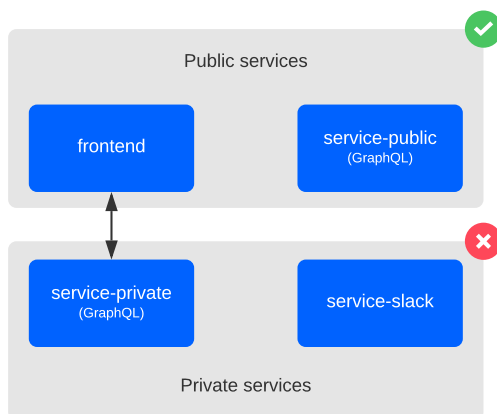 Public services
frontend
service-public
(GraphQL)
service-private
(GraphQL)
service-slack
Private services